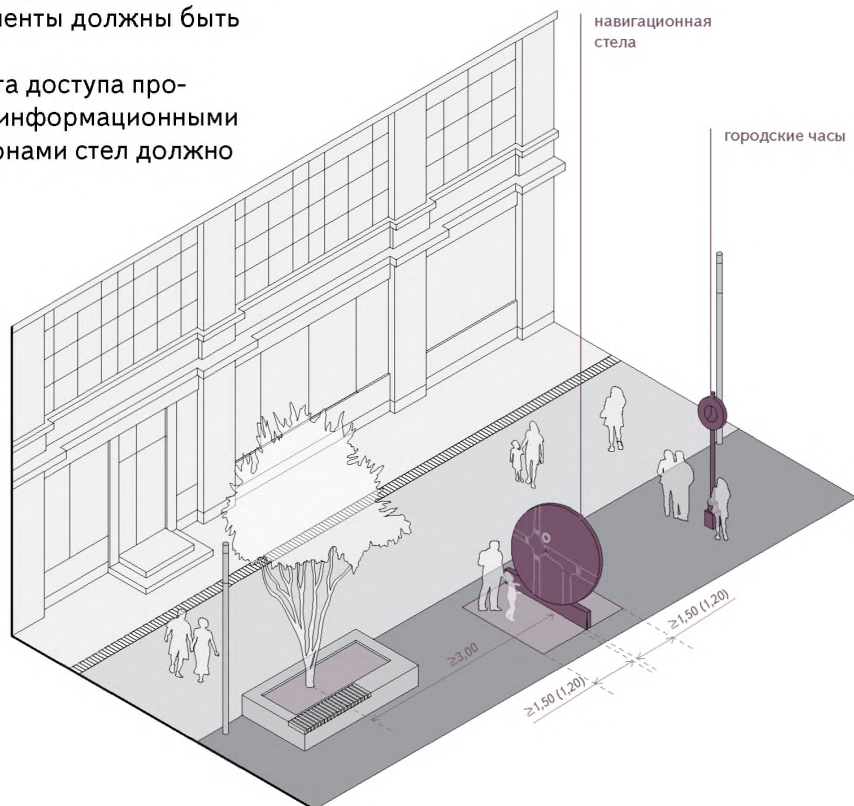 енты должны быть
та доступа про-
информационными
онами стел должно
навигационная
стела
городские часы
≥3,00
≥1,50 (1,20)
≥1,50 (1,20)